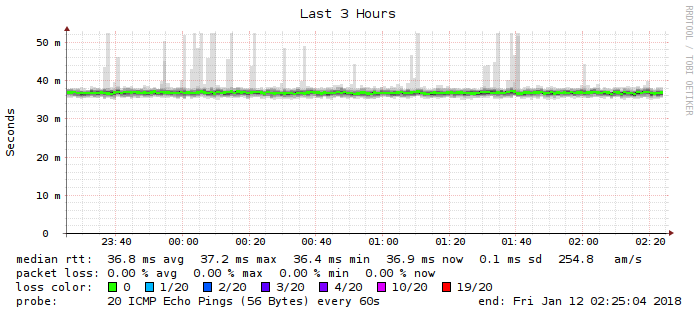 Last 3 Hours
RRDTOOL / TOBI OETIKER
Seconds
50 m
40 m
30 m
20 m
10 m
0
23:40 00:00 00:20 00:40 01:00 01:20 01:40 02:00 02:20
median rtt: 36.8 ms avg 37.2 ms max 36.4 ms min 36.9 ms now 0.1 ms sd 254.8 am/s
packet loss: 0.00 % avg 0.00 % max 0.00 % min 0.00 % now
loss color: 0 1/20 2/20 3/20 4/20 10/20 19/20
probe: 20 ICMP Echo Pings (56 Bytes) every 60s end: Fri Jan 12 02:25:04 2018